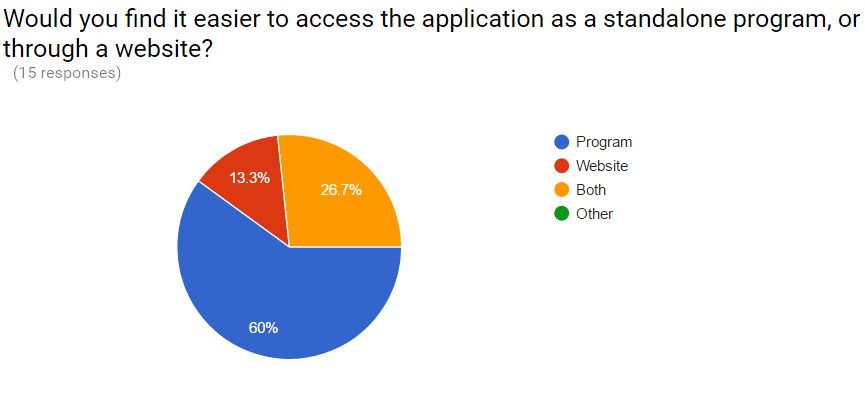 Would you find it easier to access the application as a standalone program, or
through a website?
(15 responses)
13.3%
26.7%
60%
Program
Website
Both
Other